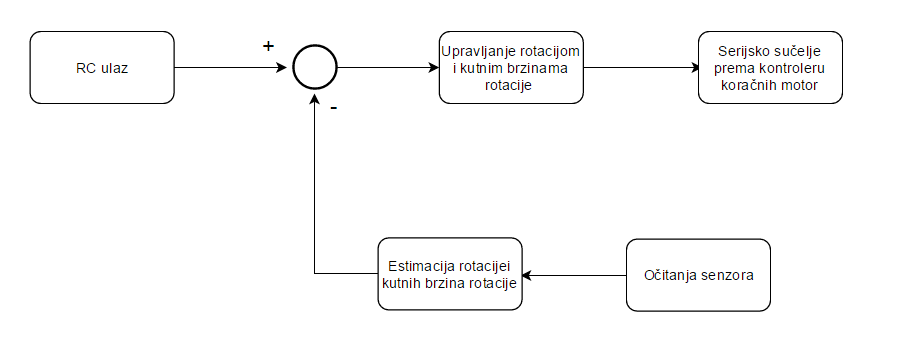 RC ulaz
+
-
Upravljanje rotacijom
i kutnim brzinama
rotacije
Serijsko sučelje
prema kontroleru
koračnih motor
Estimacija rotacijei
kutnih brzina rotacije
Očitanja senzora